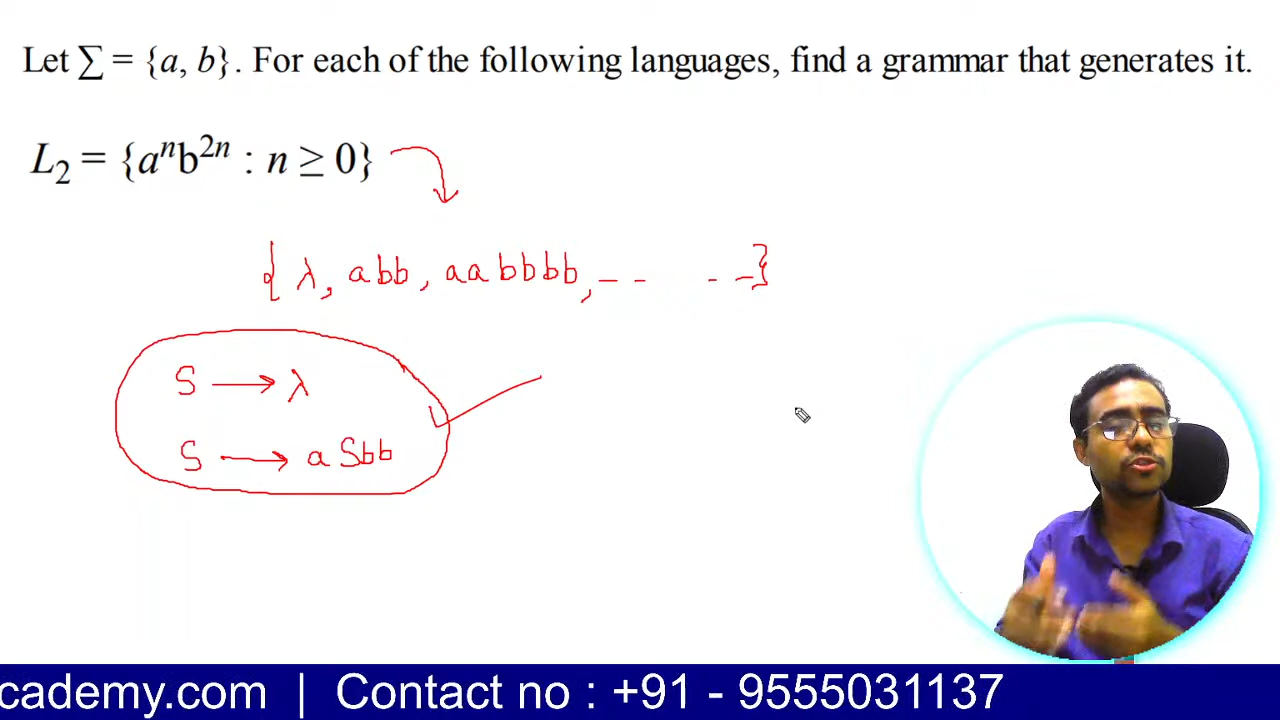 Let ∑ = {a, b}. For each of the following languages, find a grammar that generates it.
L₂ = {aⁿb²ⁿ : n ≥ 0}
{ λ, abb, aabbbb, – – - – }
S → λ
S → aSbb
cademy.com | Contact no : +91 - 9555031137